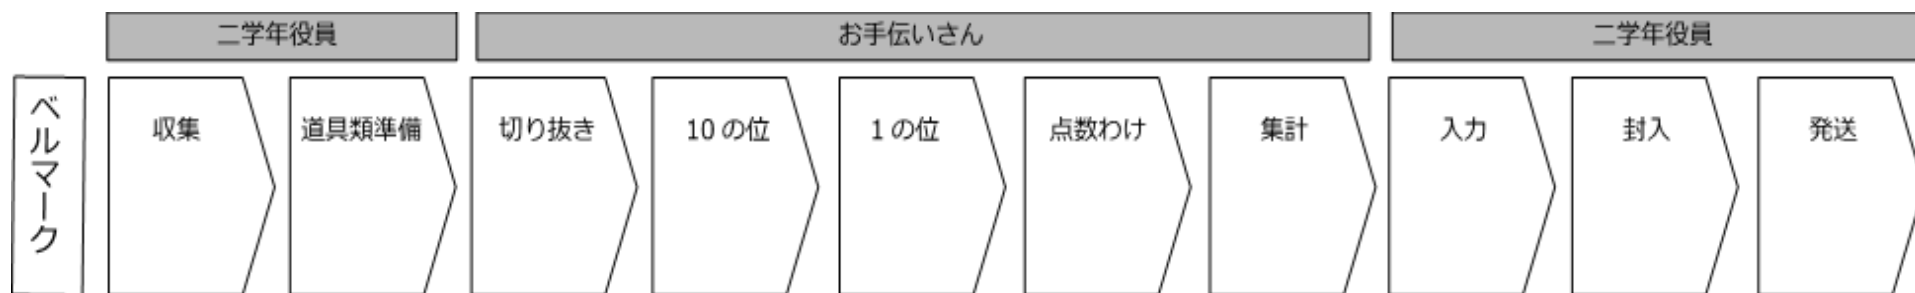 二学年役員
お手伝いさん
二学年役員
ベルマーク
収集
道具類準備
切り抜き
10の位
1の位
点数わけ
集計
入力
封入
発送